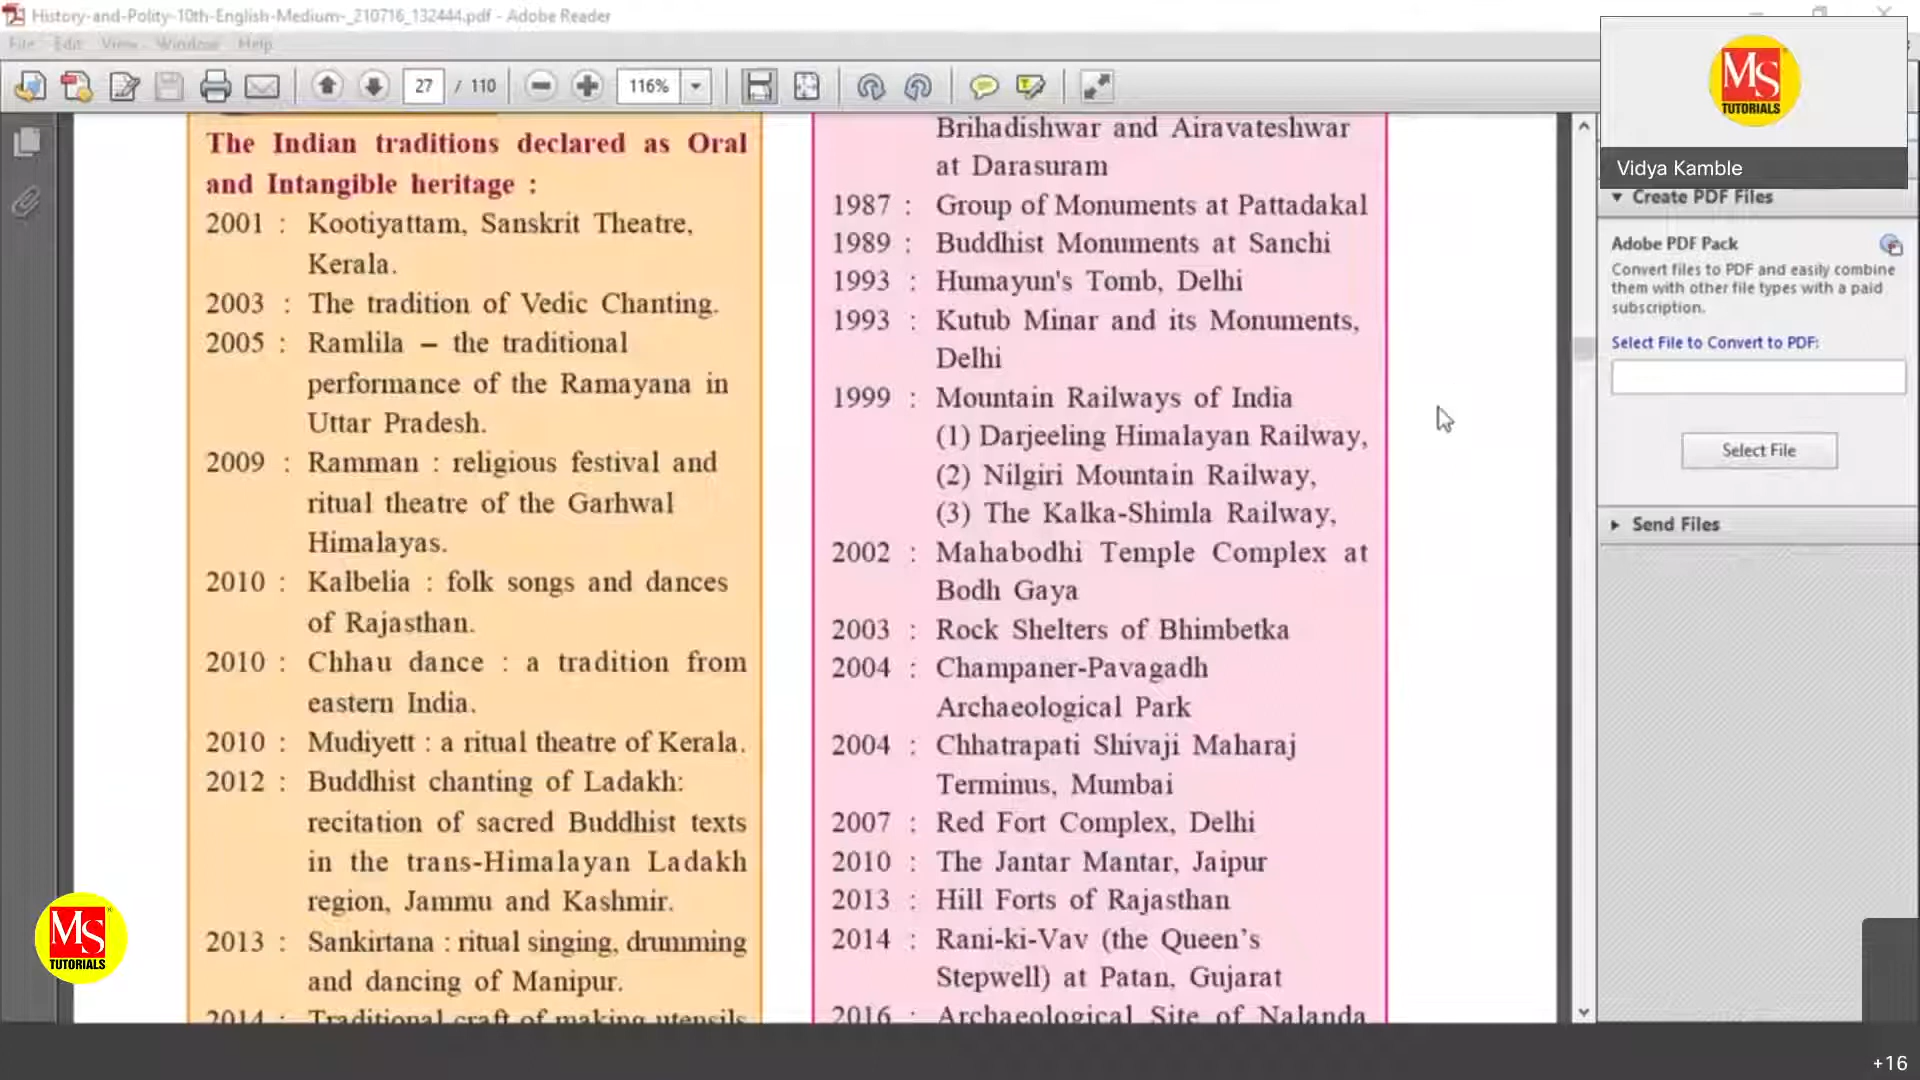 History-and-Polity-10th-English-Medium-_210716_132444.pdf - Adobe Reader
File Edit View Window Help
27 / 110
116%
The Indian traditions declared as Oral
and Intangible heritage :
2001 : Kootiyattam, Sanskrit Theatre,
Kerala.
2003 : The tradition of Vedic Chanting.
2005 : Ramlila – the traditional
performance of the Ramayana in
Uttar Pradesh.
2009 : Ramman : religious festival and
ritual theatre of the Garhwal
Himalayas.
2010 : Kalbelia : folk songs and dances
of Rajasthan.
2010 : Chhau dance : a tradition from
eastern India.
2010 : Mudiyett : a ritual theatre of Kerala.
2012 : Buddhist chanting of Ladakh:
recitation of sacred Buddhist texts
in the trans-Himalayan Ladakh
region, Jammu and Kashmir.
2013 : Sankirtana : ritual singing, drumming
and dancing of Manipur.
2014 : Traditional craft of making utensils
Brihadishwar and Airavateshwar
at Darasuram
1987 : Group of Monuments at Pattadakal
1989 : Buddhist Monuments at Sanchi
1993 : Humayun's Tomb, Delhi
1993 : Kutub Minar and its Monuments,
Delhi
1999 : Mountain Railways of India
(1) Darjeeling Himalayan Railway,
(2) Nilgiri Mountain Railway,
(3) The Kalka-Shimla Railway,
2002 : Mahabodhi Temple Complex at
Bodh Gaya
2003 : Rock Shelters of Bhimbetka
2004 : Champaner-Pavagadh
Archaeological Park
2004 : Chhatrapati Shivaji Maharaj
Terminus, Mumbai
2007 : Red Fort Complex, Delhi
2010 : The Jantar Mantar, Jaipur
2013 : Hill Forts of Rajasthan
2014 : Rani-ki-Vav (the Queen’s
Stepwell) at Patan, Gujarat
2016 : Archaeological Site of Nalanda
MS
TUTORIALS
Vidya Kamble
Create PDF Files
Adobe PDF Pack
Convert files to PDF and easily combine
them with other file types with a paid
subscription.
Select File to Convert to PDF:
Select File
Send Files
MS
TUTORIALS
+16